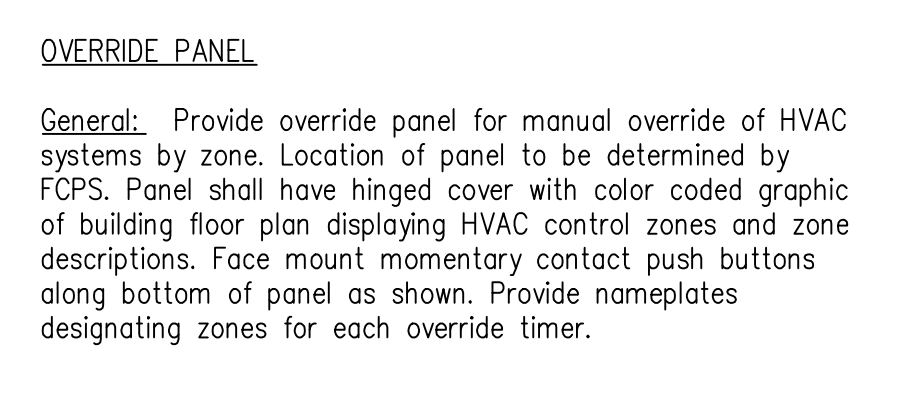 OVERRIDE PANEL
General: Provide override panel for manual override of HVAC
systems by zone. Location of panel to be determined by
FCPS. Panel shall have hinged cover with color coded graphic
of building floor plan displaying HVAC control zones and zone
descriptions. Face mount momentary contact push buttons
along bottom of panel as shown. Provide nameplates
designating zones for each override timer.